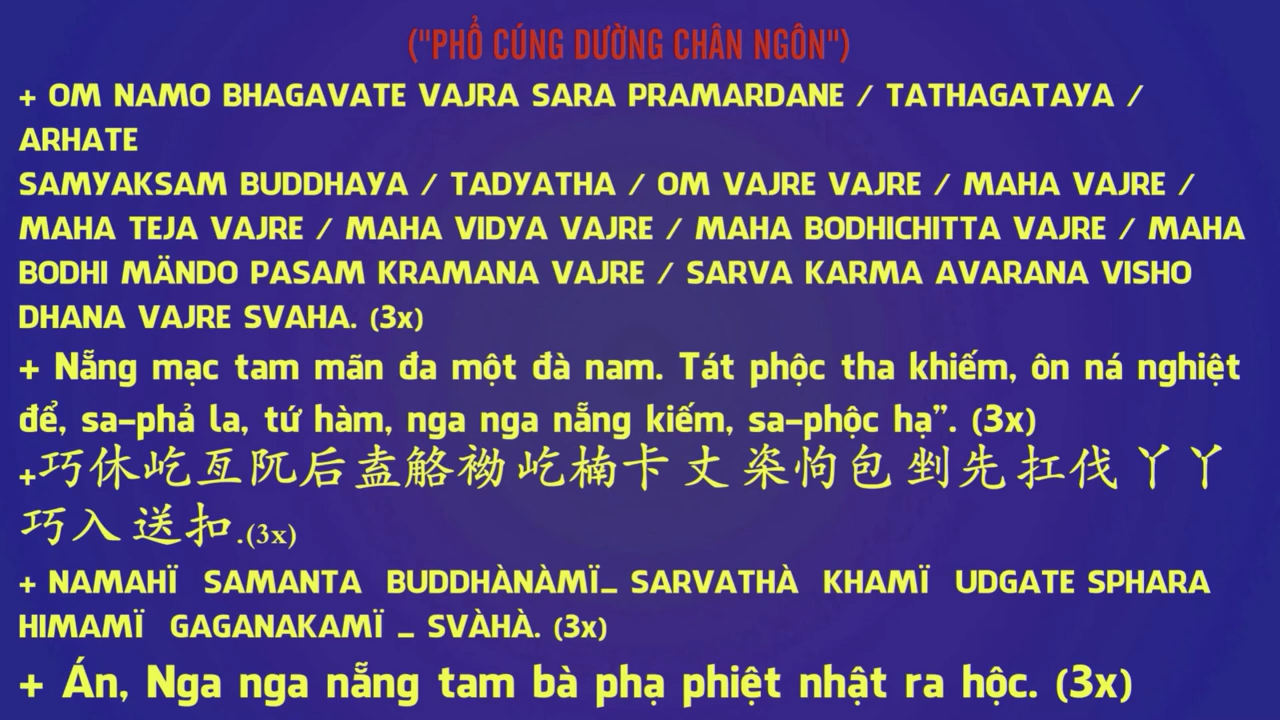 ("PHỔ CÚNG DƯỜNG CHÂN NGÔN")
+ OM NAMO BHAGAVATE VAJRA SARA PRAMARDANE / TATHAGATAYA /
ARHATE
SAMYAKSAM BUDDHAYA / TADYATHA / OM VAJRE VAJRE / MAHA VAJRE /
MAHA TEJA VAJRE / MAHA VIDYA VAJRE / MAHA BODHICHITTA VAJRE / MAHA
BODHI MÄNDO PASAM KRAMANA VAJRE / SARVA KARMA AVARANA VISHO
DHANA VAJRE SVAHA. (3x)
+ Nẵng mạc tam mãn đa một đà nam. Tát phộc tha khiếm, ôn ná nghiệt
để, sa-phả la, tứ hàm, nga nga nẵng kiếm, sa-phộc hạ”. (3x)
+巧休屹亙阢后盍觡袎屹楠卡丈 栥怐包 剉先扛伐丫丫
巧入送扣.(3x)
+ NAMAHÏ SAMANTA BUDDHÀNÀMÏ_ SARVATHÀ KHAMÏ UDGATE SPHARA
HIMAMÏ GAGANAKAMÏ _ SVÀHÀ. (3x)
+ Án, Nga nga nẵng tam bà phạ phiệt nhật ra hộc. (3x)